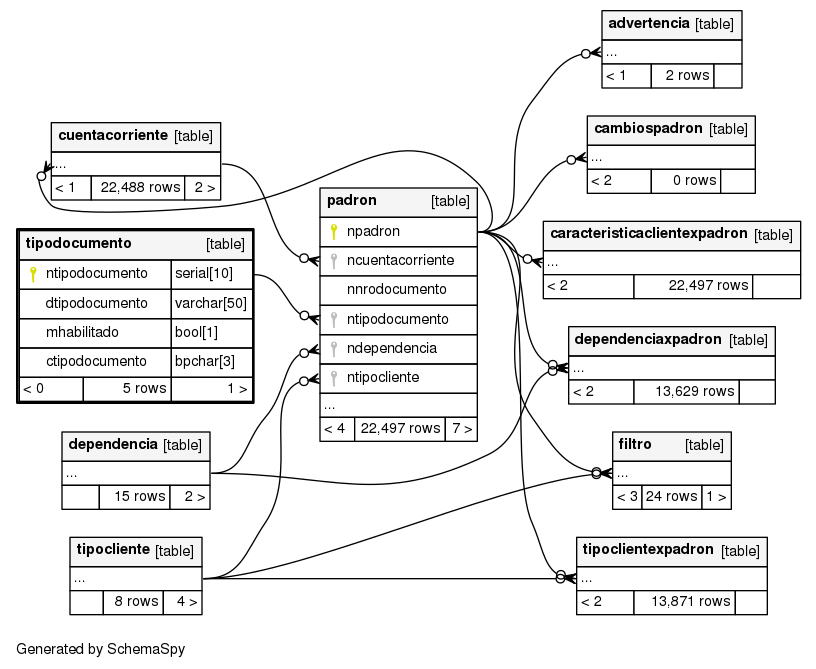 advertencia [table]
...
< 1 2 rows
cuentacorriente [table]
...
< 1 22,488 rows 2 >
cambiospadron [table]
...
< 2 0 rows
padron [table]
npadron
ncuentacorriente
nnrodocumento
ntipodocumento
ndependencia
ntipocliente
...
< 4 22,497 rows 7 >
caracteristicaclientexpadron [table]
...
< 2 22,497 rows
tipodocumento [table]
ntipodocumento serial[10]
dtipodocumento varchar[50]
mhabilitado bool[1]
ctipodocumento bpchar[3]
< 0 5 rows 1 >
dependenciaxpadron [table]
...
< 2 13,629 rows
dependencia [table]
...
15 rows 2 >
filtro [table]
...
< 3 24 rows 1 >
tipocliente [table]
...
8 rows 4 >
tipoclientexpadron [table]
...
< 2 13,871 rows
Generated by SchemaSpy